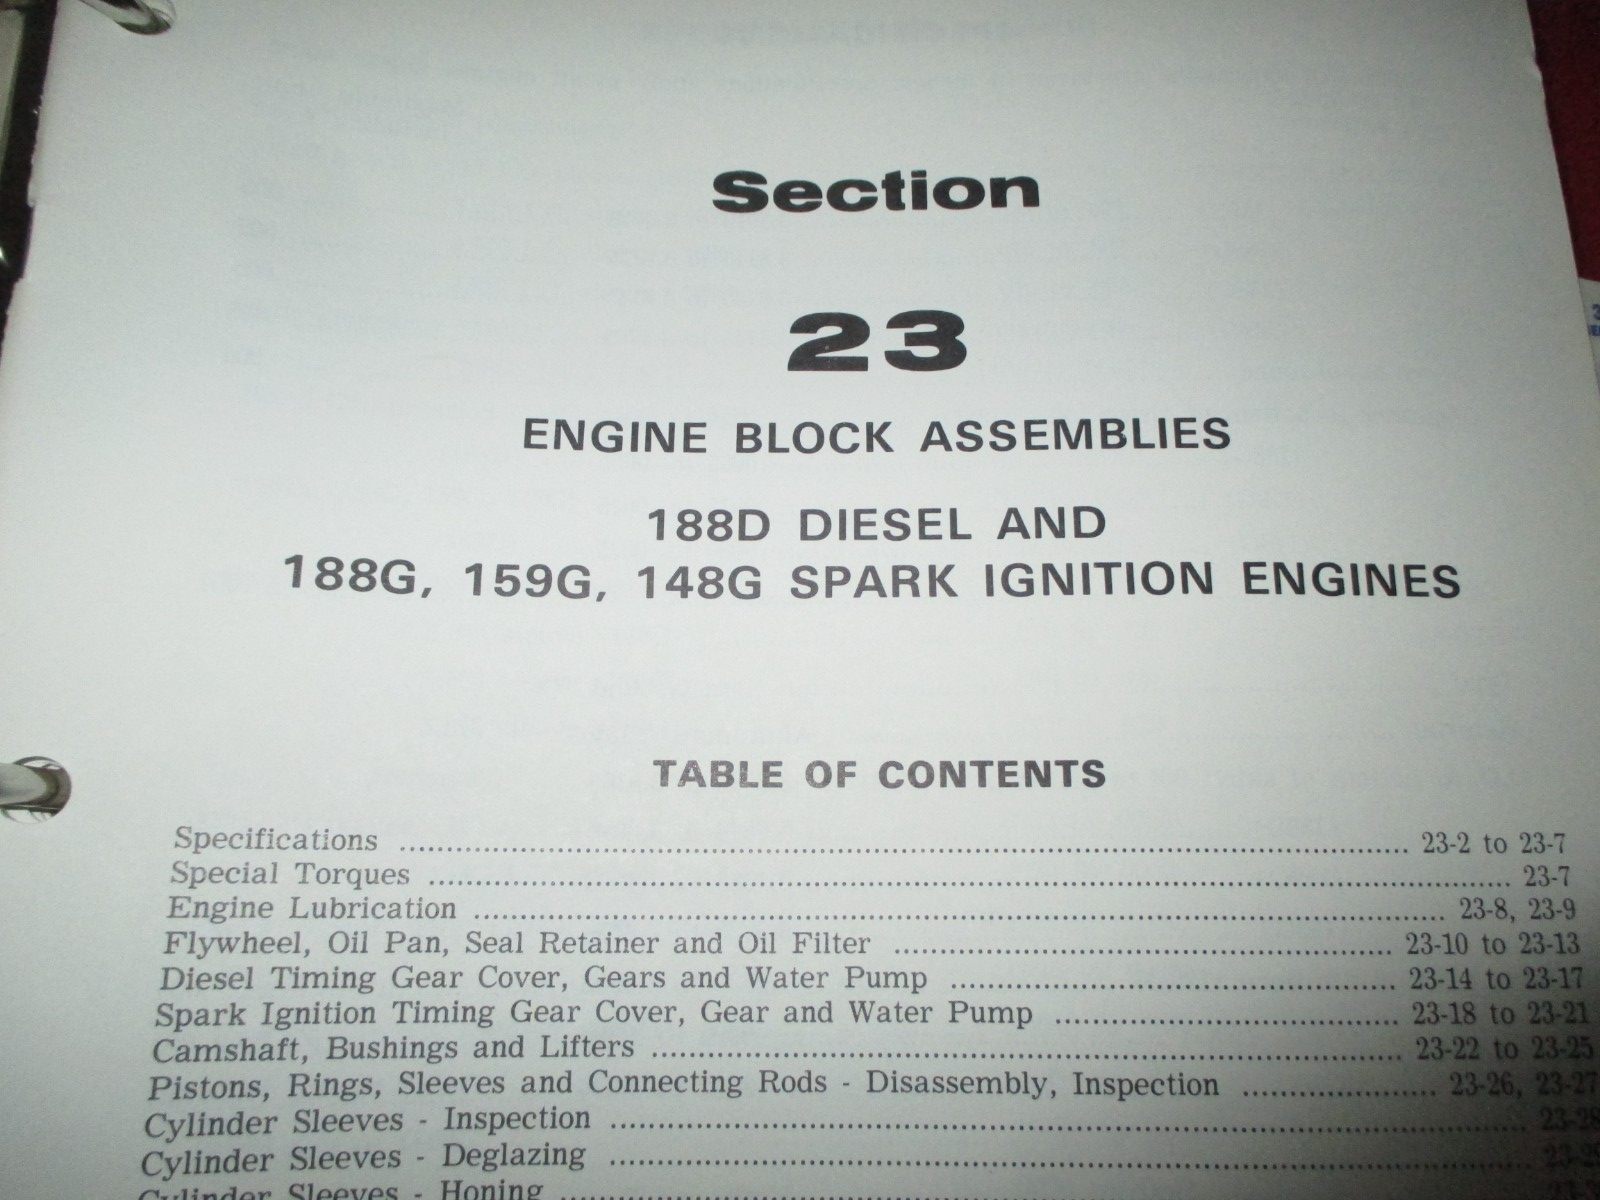 Section
23
ENGINE BLOCK ASSEMBLIES
188D DIESEL AND
188G, 159G, 148G SPARK IGNITION ENGINES
TABLE OF CONTENTS
Specifications ........ 23-2 to 23-7
Special Torques ........ 23-7
Engine Lubrication ........ 23-8, 23-9
Flywheel, Oil Pan, Seal Retainer and Oil Filter ........ 23-10 to 23-13
Diesel Timing Gear Cover, Gears and Water Pump ........ 23-14 to 23-17
Spark Ignition Timing Gear Cover, Gear and Water Pump ........ 23-18 to 23-21
Camshaft, Bushings and Lifters ........ 23-22 to 23-25
Pistons, Rings, Sleeves and Connecting Rods - Disassembly, Inspection ........ 23-26, 23-27
Cylinder Sleeves - Inspection ........ 23-28
Cylinder Sleeves - Deglazing ........
Cylinder Sleeves - Honing ........